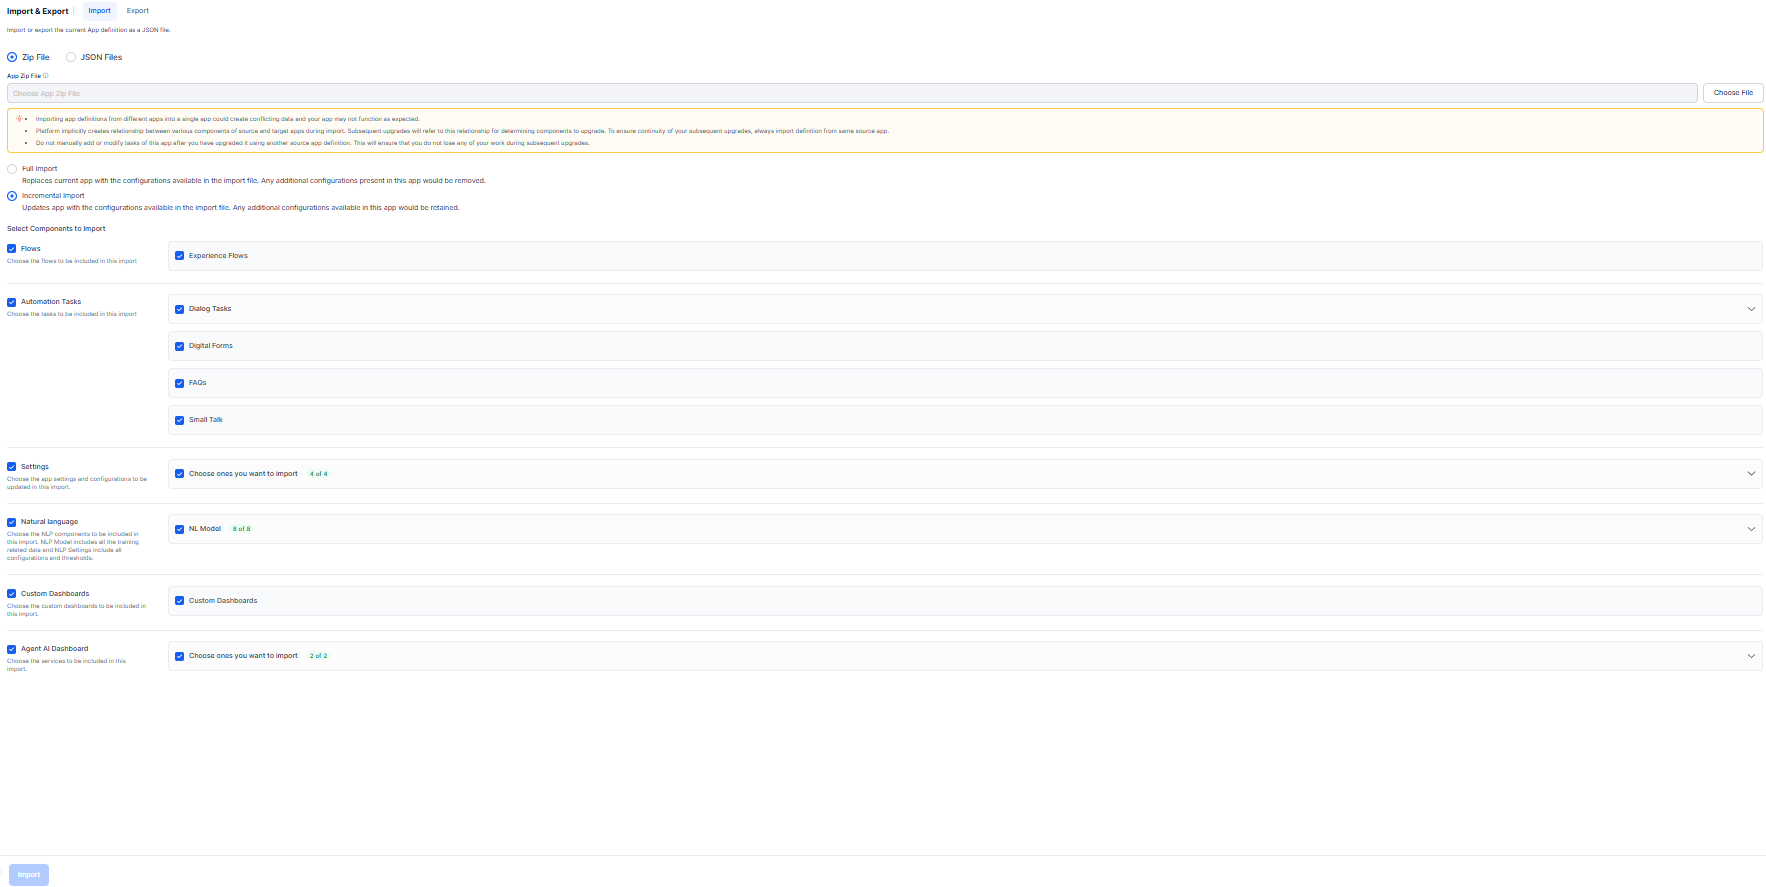 Import & Export
Import
Export
Import or export the current App definition as a JSON file.
Zip File
JSON Files
App Zip File
Choose App Zip File
Choose File
Importing app definitions from different apps into a single app could create conflicting data and your app may not function as expected.
Platform implicitly creates relationship between various components of source and target apps during import. Subsequent upgrades will refer to this relationship for determining components to upgrade. To ensure continuity of your subsequent upgrades, always import definition from same source app.
Do not manually add or modify tasks of this app after you have upgraded it using another source app definition. This will ensure that you do not lose any of your work during subsequent upgrades.
Full Import
Replaces current app with the configurations available in the import file. Any additional configurations present in this app would be removed.
Incremental Import
Updates app with the configurations available in the import file. Any additional configurations available in this app would be retained.
Select Components to Import
Flows
Choose the flows to be included in this import
Experience Flows
Automation Tasks
Choose the tasks to be included in this import
Dialog Tasks
Digital Forms
FAQs
Small Talk
Settings
Choose the app settings and configurations to be
updated in this import.
Choose ones you want to import
4 of 4
Natural language
Choose the NLP components to be included in
this import. NLP Model includes all the training
related data and NLP Settings include all
configurations and thresholds.
NL Model
8 of 8
Custom Dashboards
Choose the custom dashboards to be included in
this import.
Custom Dashboards
Agent AI Dashboard
Choose the services to be included in this
import.
Choose ones you want to import
2 of 2
Import